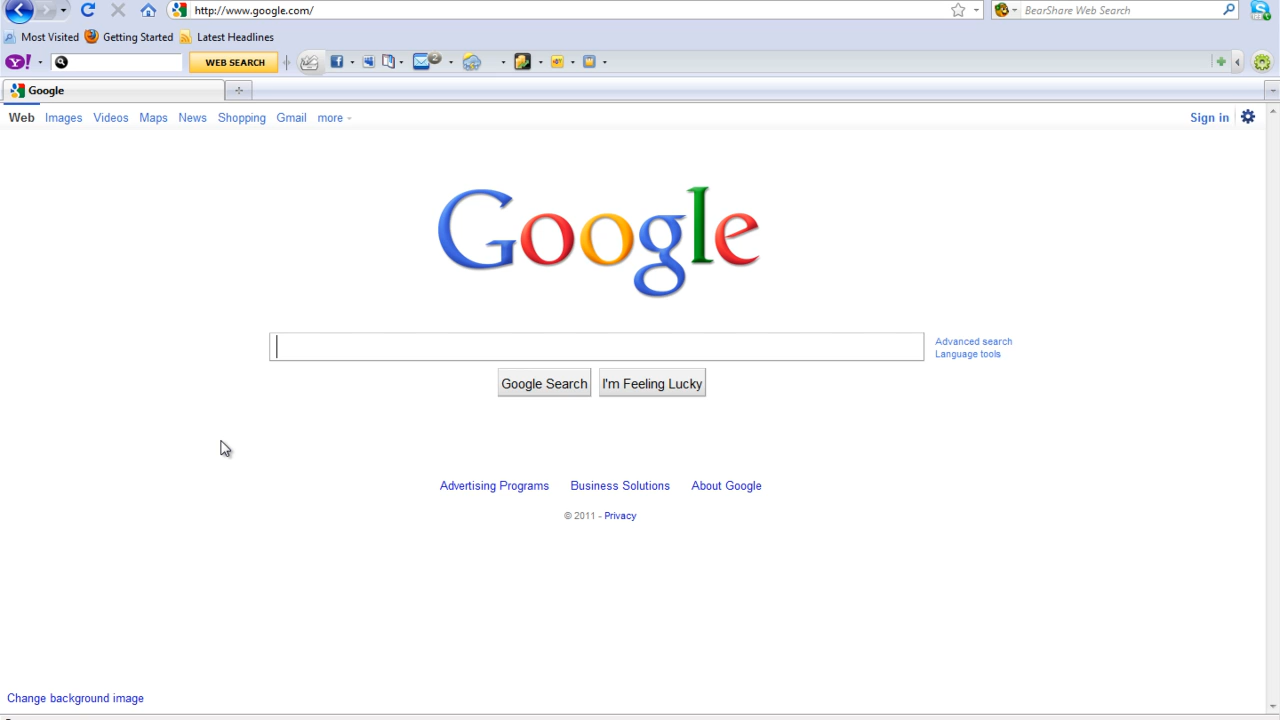 http://www.google.com/
BearShare Web Search
Most Visited Getting Started Latest Headlines
Y! WEB SEARCH
Google
Web Images Videos Maps News Shopping Gmail more Sign in
Google
Advanced search
Language tools
Google Search I'm Feeling Lucky
Advertising Programs Business Solutions About Google
© 2011 - Privacy
Change background image